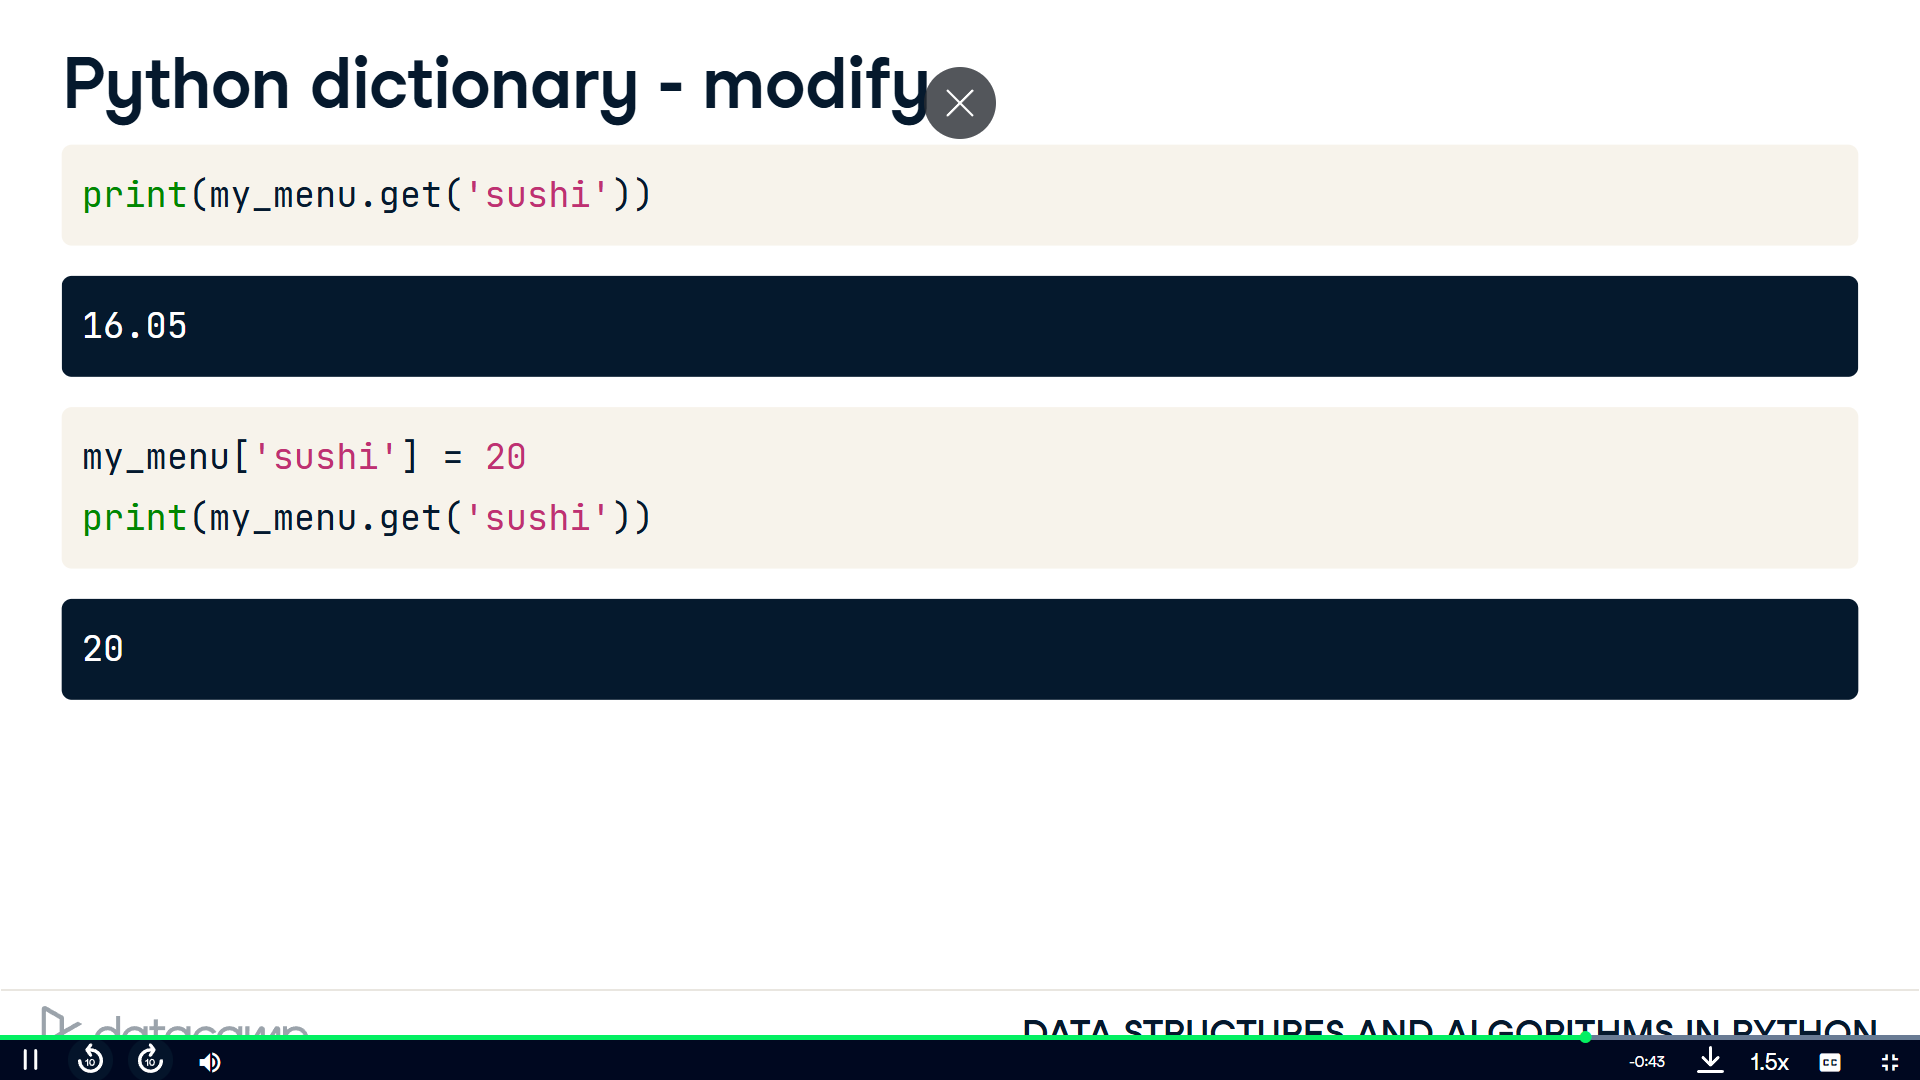 Python dictionary - modify
print(my_menu.get('sushi'))
16.05
my_menu['sushi'] = 20
print(my_menu.get('sushi'))
20
datacamp
DATA STRUCTURES AND ALGORITHMS IN PYTHON
10
10
-0:43
1.5x
CC